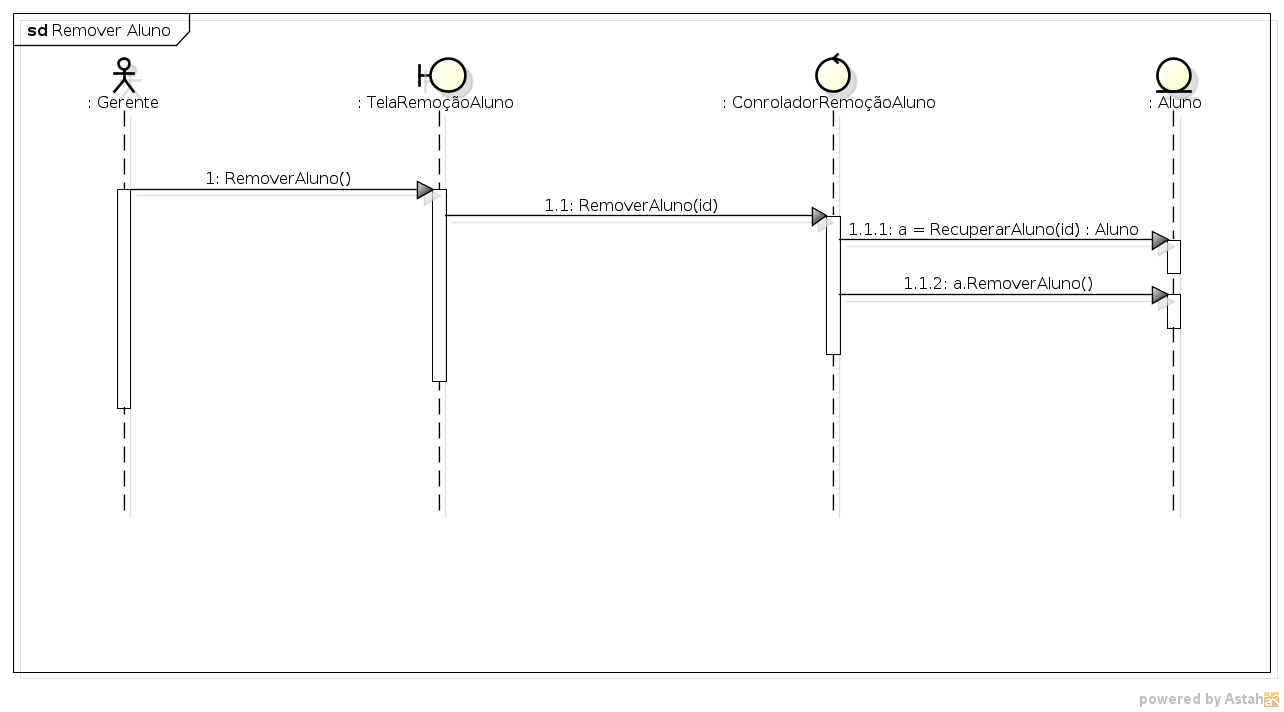 sd Remover Aluno
: Gerente
: TelaRemoçãoAluno
: ConroladorRemoçãoAluno
: Aluno
1: RemoverAluno()
1.1: RemoverAluno(id)
1.1.1: a = RecuperarAluno(id) : Aluno
1.1.2: a.RemoverAluno()
powered by Astah